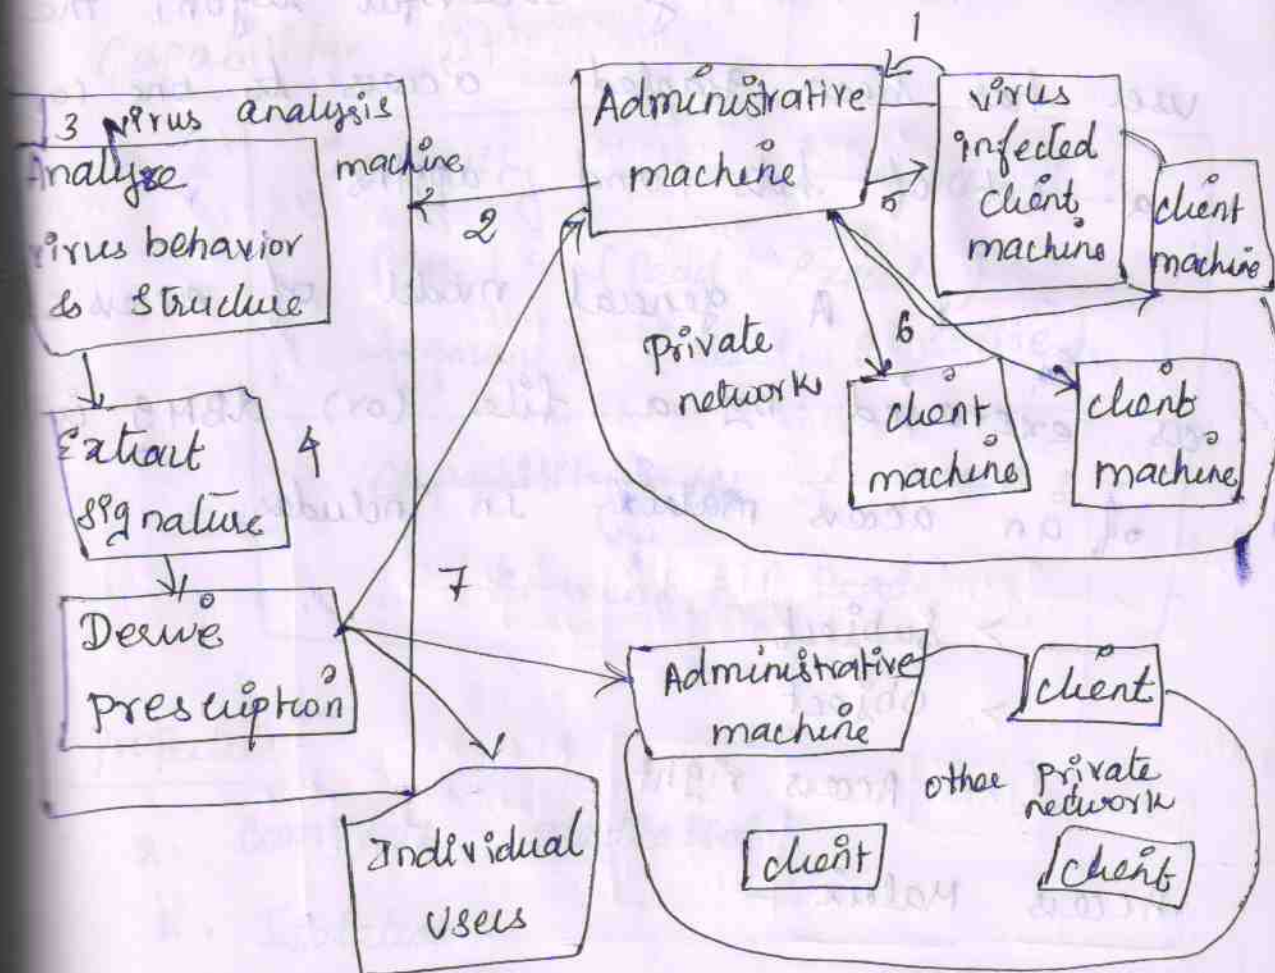 1
3 virus analysis
machine
Analyze
virus behavior
& Structure
2
Administrative
machine
5
virus
infected
client
machine
client
machine
private
network
6
client
machine
client
machine
Extract
signature
4
Derive
prescription
7
Administrative
machine
client
other private
network
client
client
Individual
Users